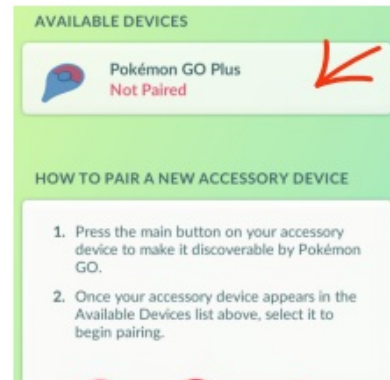 AVAILABLE DEVICES
Pokémon GO Plus
Not Paired
HOW TO PAIR A NEW ACCESSORY DEVICE
1. Press the main button on your accessory
device to make it discoverable by Pokémon
GO.
2. Once your accessory device appears in the
Available Devices list above, select it to
begin pairing.